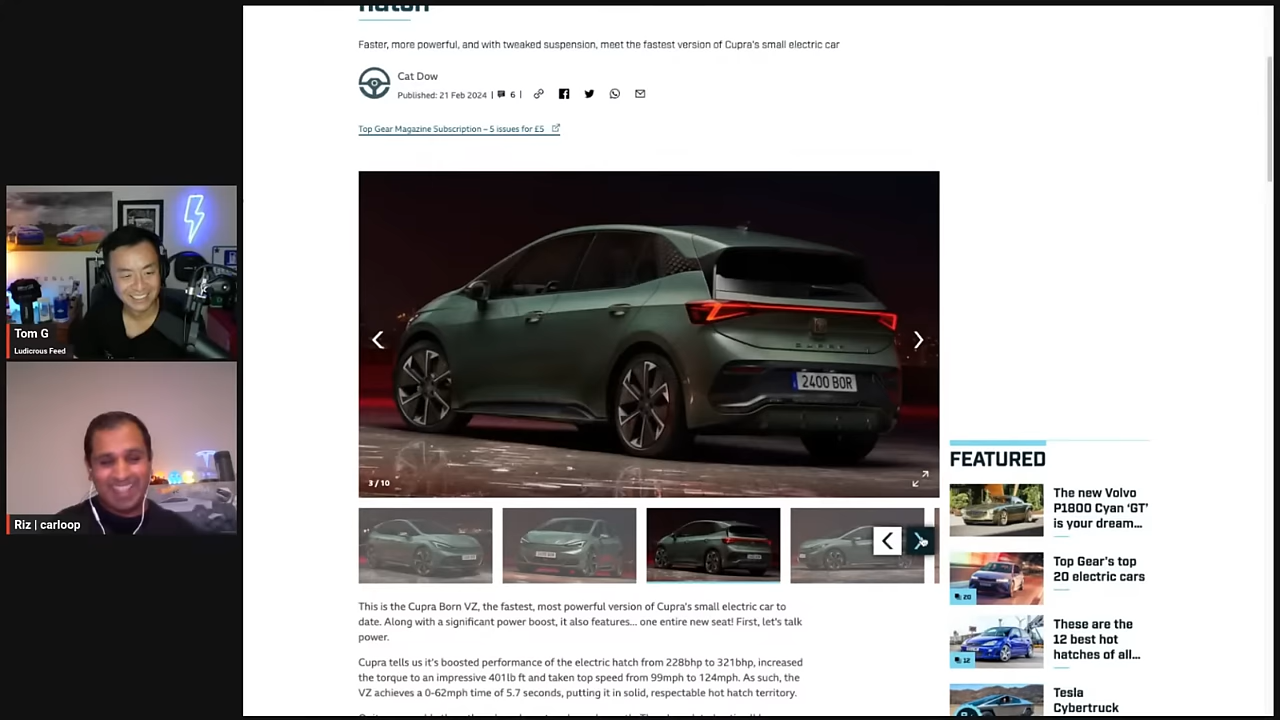 hatch
Faster, more powerful, and with tweaked suspension, meet the fastest version of Cupra's small electric car
Cat Dow
Published: 21 Feb 2024 | 6 |
Top Gear Magazine Subscription – 5 issues for £5
2400 BOR
3 / 10
Tom G
Ludicrous Feed
Riz | carloop
FEATURED
The new Volvo
P1800 Cyan ‘GT’
is your dream...
20
Top Gear's top
20 electric cars
12
These are the
12 best hot
hatches of all...
Tesla
Cybertruck
This is the Cupra Born VZ, the fastest, most powerful version of Cupra's small electric car to
date. Along with a significant power boost, it also features... one entire new seat! First, let's talk
power.
Cupra tells us it's boosted performance of the electric hatch from 228bhp to 321bhp, increased
the torque to an impressive 401lb ft and taken top speed from 99mph to 124mph. As such, the
VZ achieves a 0-62mph time of 5.7 seconds, putting it in solid, respectable hot hatch territory.